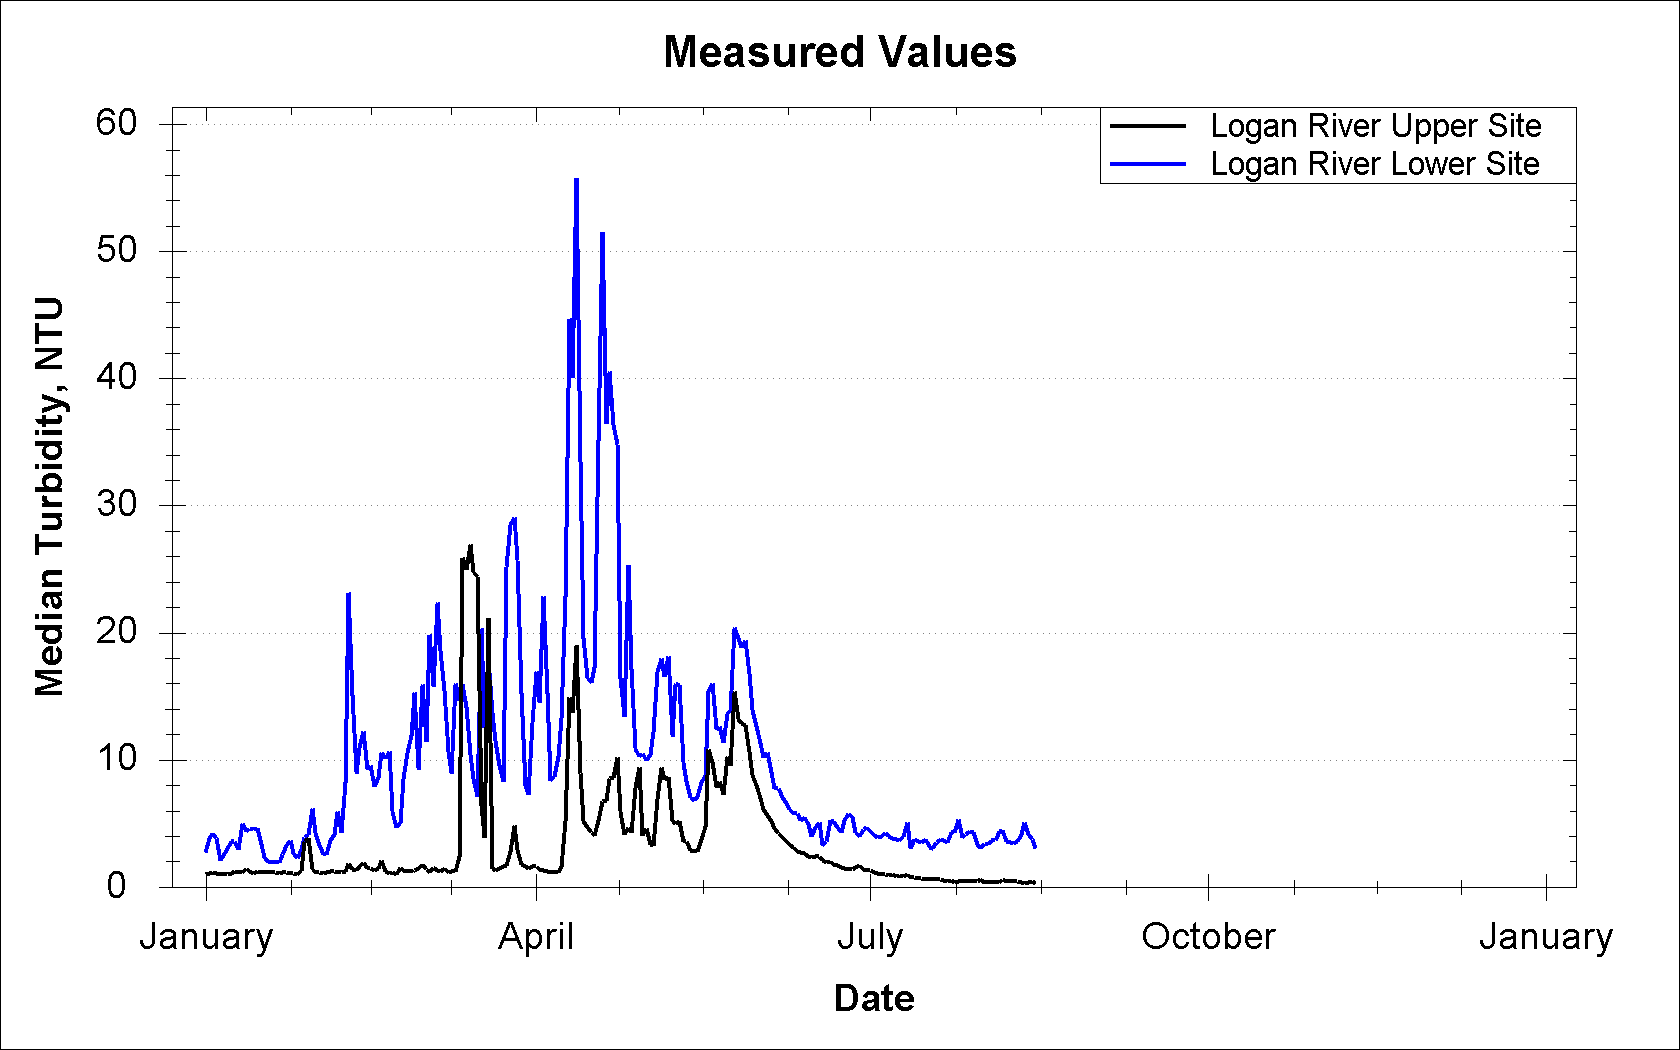 Measured Values
Logan River Upper Site
Logan River Lower Site
60
50
40
30
20
10
0
Median Turbidity, NTU
January April July October January
Date